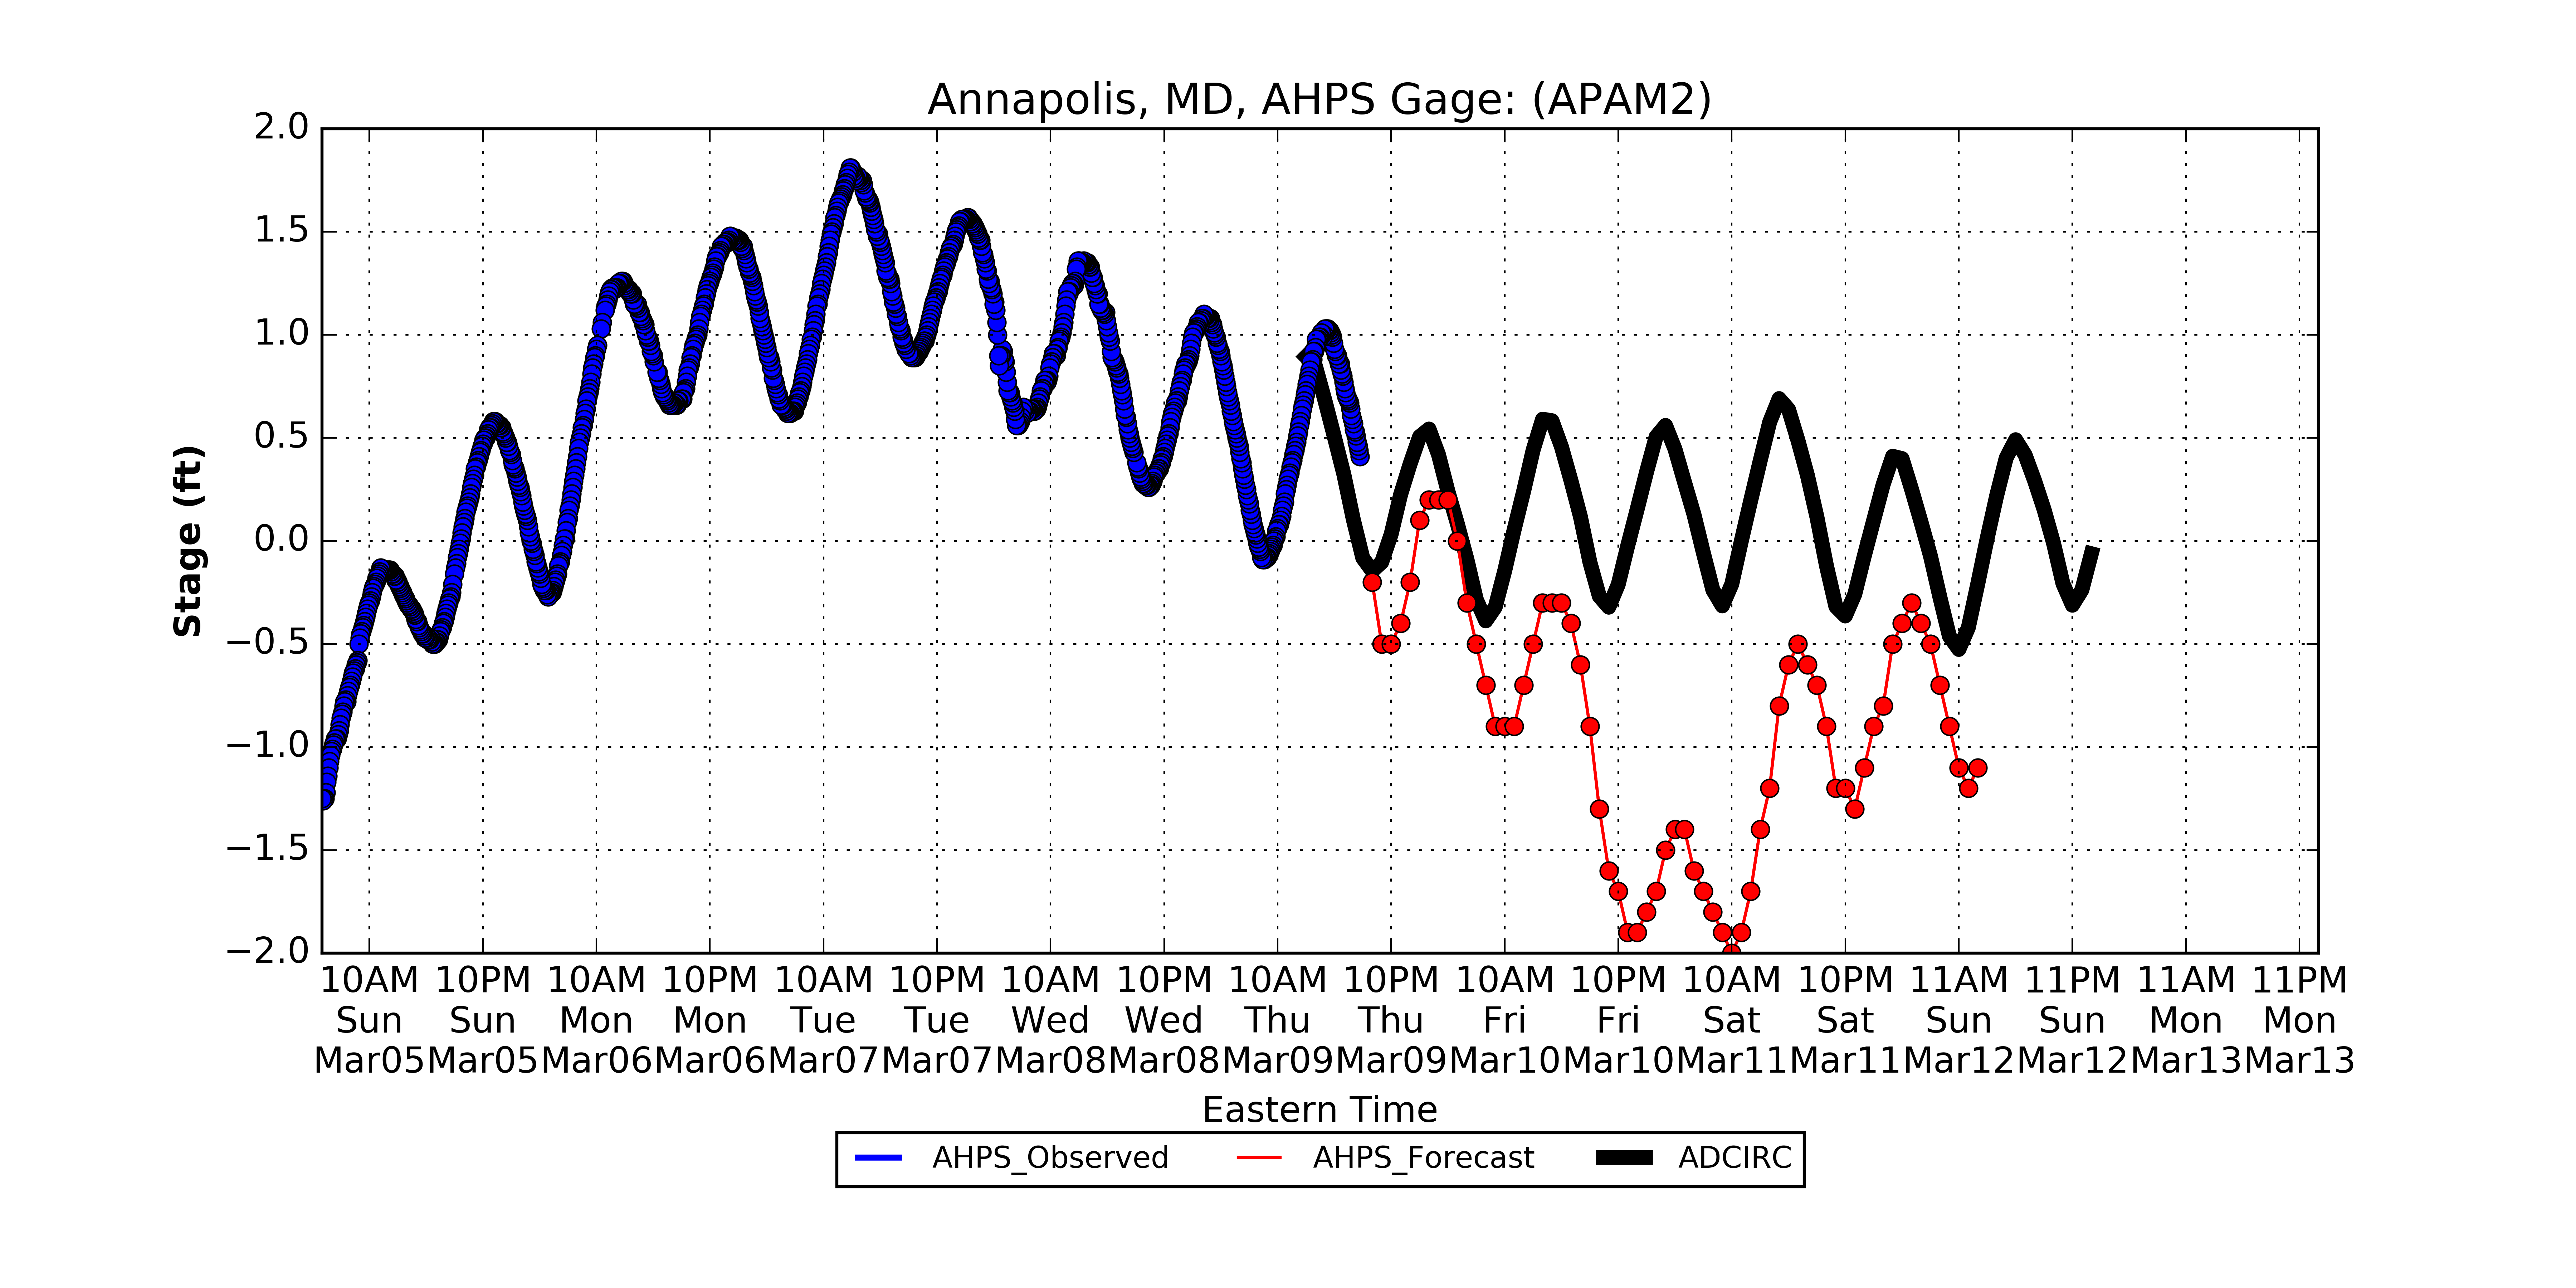 Annapolis, MD, AHPS Gage: (APAM2)
2.0
1.5
1.0
0.5
0.0
−0.5
−1.0
−1.5
−2.0
Stage (ft)
10AM 10PM 10AM 10PM 10AM 10PM 10AM 10PM 10AM 10PM 10AM 10PM 10AM 10PM 11AM 11PM 11AM 11PM
Sun Sun Mon Mon Tue Tue Wed Wed Thu Thu Fri Fri Sat Sat Sun Sun Mon Mon
Mar05 Mar05 Mar06 Mar06 Mar07 Mar07 Mar08 Mar08 Mar09 Mar09 Mar10 Mar10 Mar11 Mar11 Mar12 Mar12 Mar13 Mar13
Eastern Time
AHPS_Observed AHPS_Forecast ADCIRC